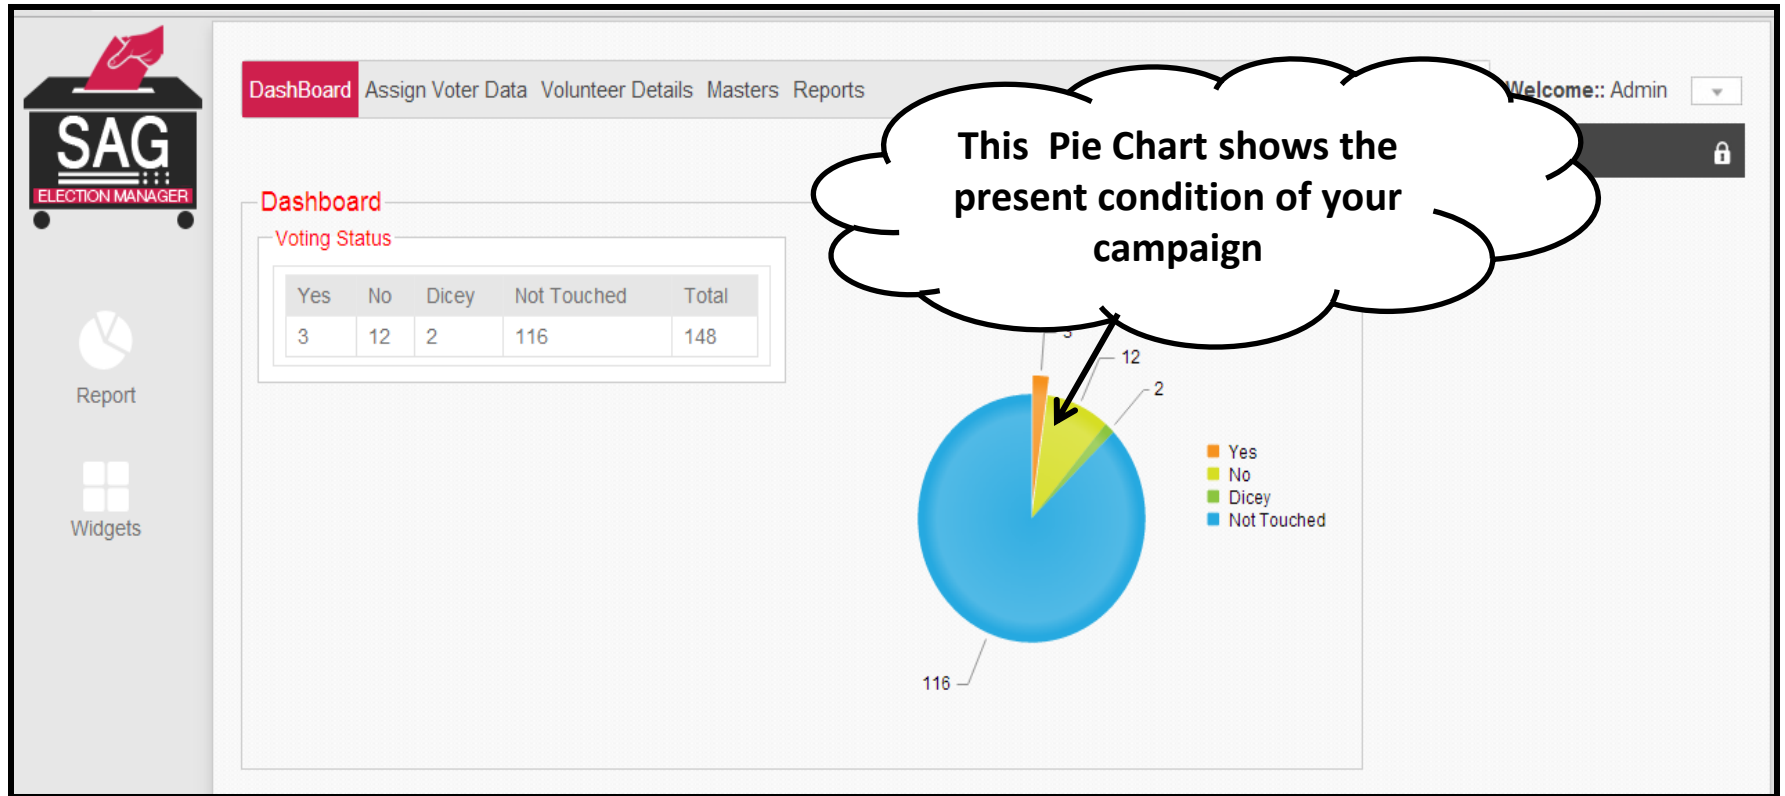 SAG
ELECTION MANAGER
Report
Widgets
DashBoard Assign Voter Data Volunteer Details Masters Reports
Welcome:: Admin
This Pie Chart shows the
present condition of your
campaign
Dashboard
Voting Status
Yes No Dicey Not Touched Total
3 12 2 116 148
3
12
2
116
Yes
No
Dicey
Not Touched